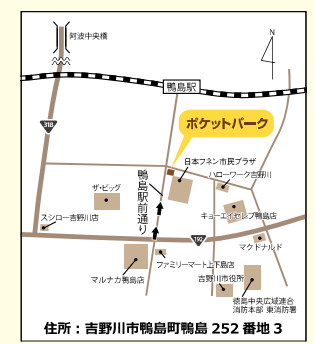 阿波中央橋
N
鴨島駅
318
ポケットパーク
日本フネン市民プラザ
ハローワーク吉野川
鴨島駅前通り
ザ・ビッグ
キョーエイセレブ鴨島店
スシロー吉野川店
192
マクドナルド
ファミリーマート上下島店
マルナカ鴨島店
吉野川市役所
徳島中央広域連合
消防本部 東消防署
住所：吉野川市鴨島町鴨島 252 番地 3